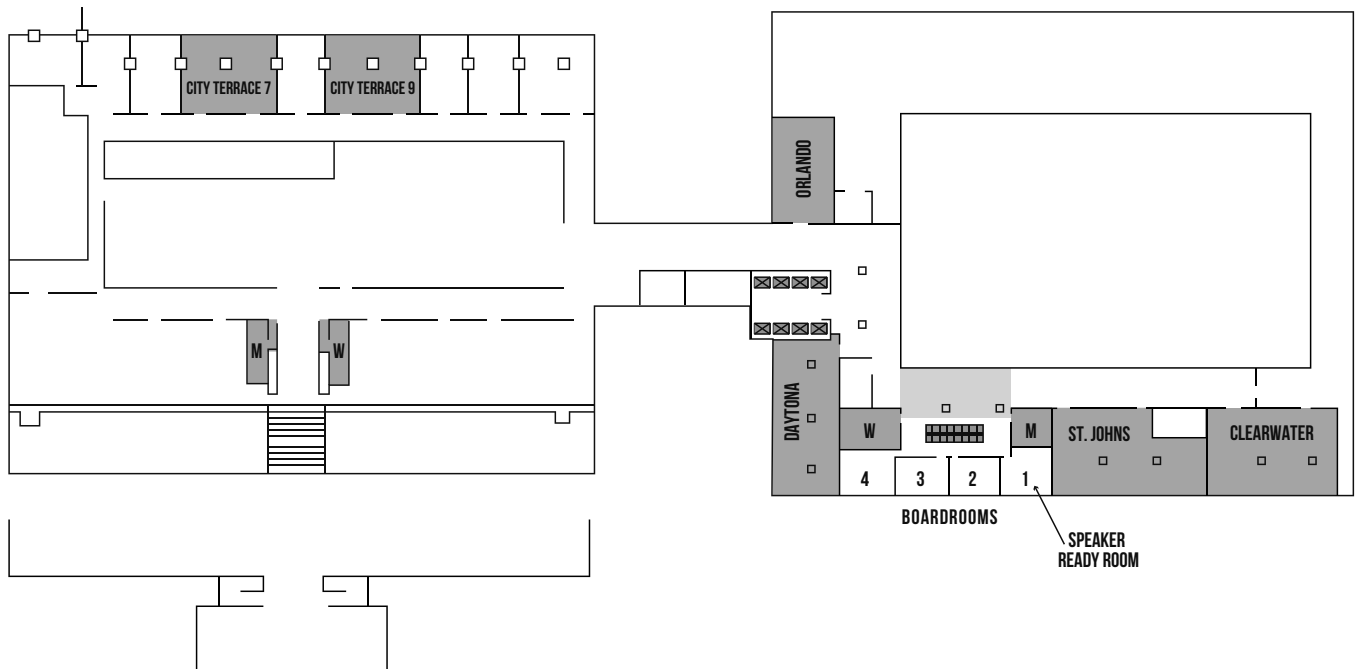 CITY TERRACE 7
CITY TERRACE 9
ORLANDO
M
W
DAYTONA
W
M
ST. JOHNS
CLEARWATER
4
3
2
1
BOARDROOMS
SPEAKER
READY ROOM